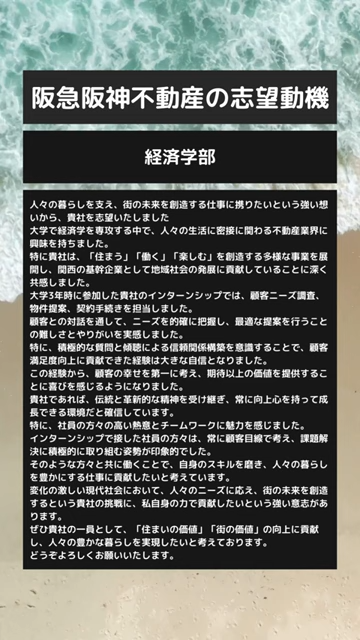 阪急阪神不動産の志望動機
経済学部
人々の暮らしを支え、街の未来を創造する仕事に携りたいという強い想
いから、貴社を志望いたしました
大学で経済学を専攻する中で、人々の生活に密接に関わる不動産業界に
興味を持ちました。
特に貴社は、「住まう」「働く」「楽しむ」を創造する多様な事業を展
開し、関西の基幹企業として地域社会の発展に貢献していることに深く
共感しました。
大学3年時に参加した貴社のインターンシップでは、顧客ニーズ調査、
物件提案、契約手続きを担当しました。
顧客との対話を通して、ニーズを的確に把握し、最適な提案を行うこと
の難しさとやりがいを実感しました。
特に、積極的な質問と傾聴による信頼関係構築を意識することで、顧客
満足度向上に貢献できた経験は大きな自信となりました。
この経験から、顧客の幸せを第一に考え、期待以上の価値を提供するこ
とに喜びを感じるようになりました。
貴社であれば、伝統と革新的な精神を受け継ぎ、常に向上心を持って成
長できる環境だと確信しています。
特に、社員の方々の高い熱意とチームワークに魅力を感じました。
インターンシップで接した社員の方々は、常に顧客目線で考え、課題解
決に積極的に取り組む姿勢が印象的でした。
そのような方々と共に働くことで、自身のスキルを磨き、人々の暮らし
を豊かにする仕事に貢献したいと考えています。
変化の激しい現代社会において、人々のニーズに応え、街の未来を創造
するという貴社の挑戦に、私自身の力で貢献したいという強い意志があ
ります。
ぜひ貴社の一員として、「住まいの価値」「街の価値」の向上に貢献
し、人々の豊かな暮らしを実現したいと考えております。
どうぞよろしくお願いいたします。